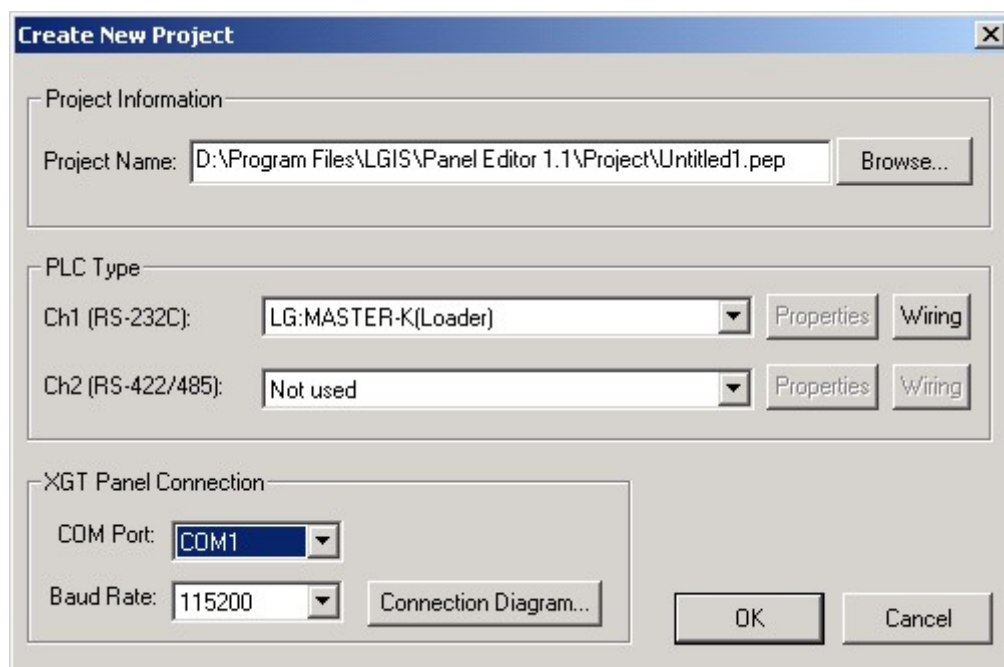 Create New Project
Project Information
Project Name: D:\Program Files\LGIS\Panel Editor 1.1\Project\Untitled1.pep Browse...
PLC Type
Ch1 (RS-232C): LG:MASTER-K(Loader) Properties Wiring
Ch2 (RS-422/485): Not used Properties Wiring
XGT Panel Connection
COM Port: COM1
Baud Rate: 115200 Connection Diagram...
OK Cancel